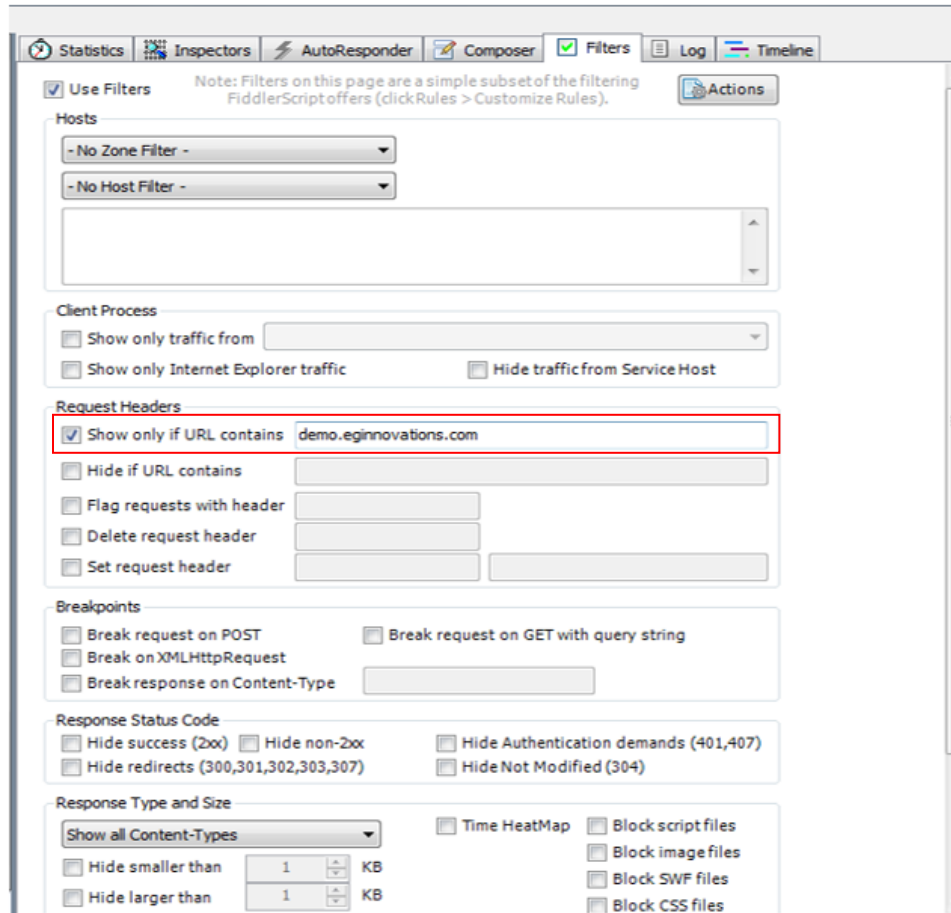 Statistics Inspectors AutoResponder Composer Filters Log Timeline
Use Filters
Note: Filters on this page are a simple subset of the filtering
FiddlerScript offers (click Rules > Customize Rules).
Actions
Hosts
- No Zone Filter -
- No Host Filter -
Client Process
Show only traffic from
Show only Internet Explorer traffic Hide traffic from Service Host
Request Headers
Show only if URL contains demo.eginnovations.com
Hide if URL contains
Flag requests with header
Delete request header
Set request header
Breakpoints
Break request on POST Break request on GET with query string
Break on XMLHttpRequest
Break response on Content-Type
Response Status Code
Hide success (2xx) Hide non-2xx Hide Authentication demands (401,407)
Hide redirects (300,301,302,303,307) Hide Not Modified (304)
Response Type and Size
Show all Content-Types Time HeatMap Block script files
Block image files
Hide smaller than 1 KB
Block SWF files
Hide larger than 1 KB
Block CSS files